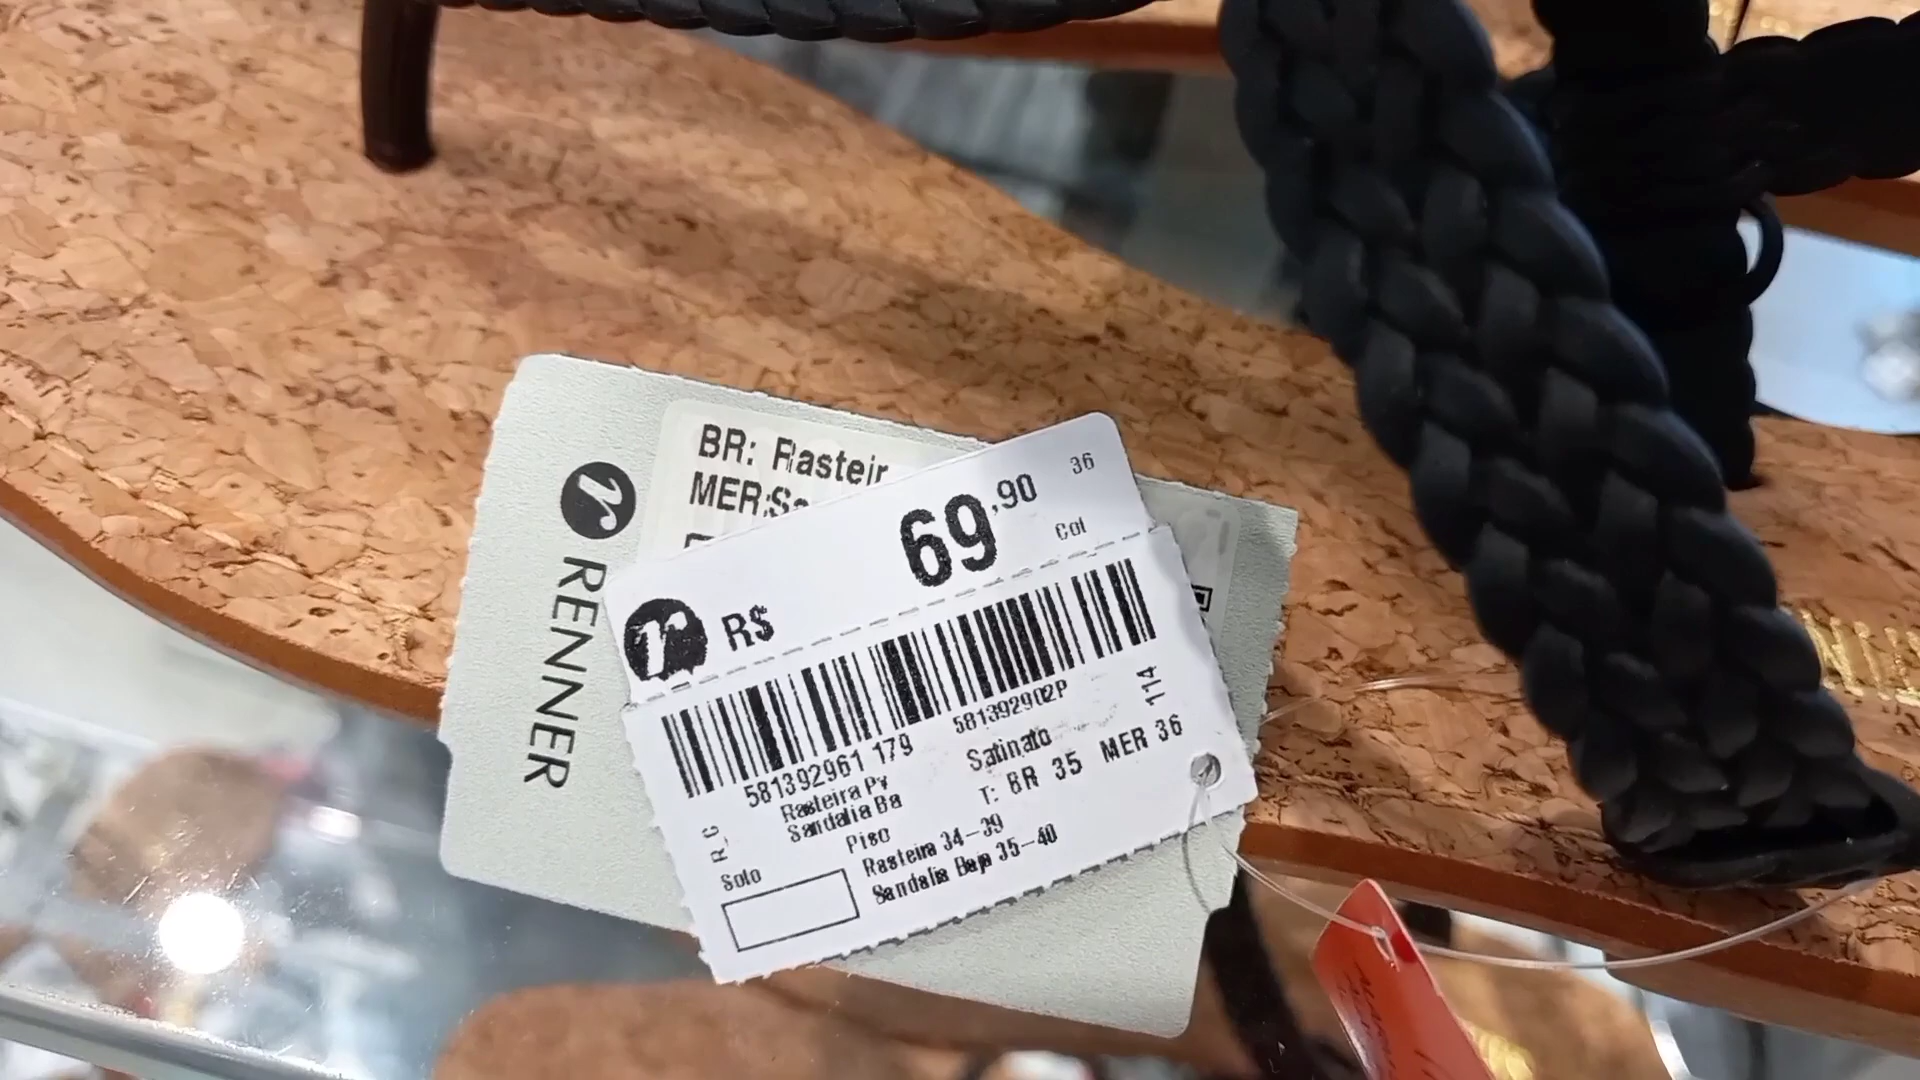 BR: Rasteir
MER:Sa
RENNER
r
R$ 69,90
36
Col
581392961 179
581392902P
114
Rasteira Pv
Sandalia Ba
Satinato
T: BR 35 MER 36
Piso
Rasteira 34-39
Sandalia Baja 35-40
Solo